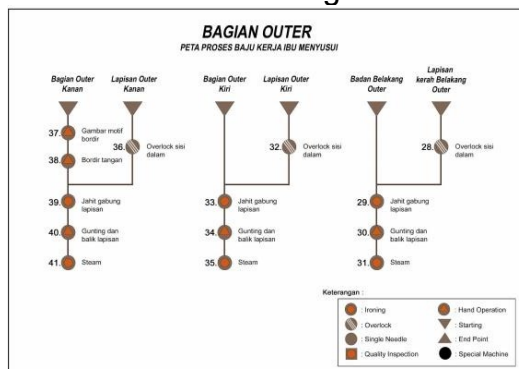 BAGIAN OUTER
PETA PROSES BAJU KERJA IBU MENYUSUI
Bagian Outer
Kanan
Lapisan Outer
Kanan
Bagian Outer
Kiri
Lapisan Outer
Kiri
Badan Belakang
Outer
Lapisan
kerah Belakang
Outer
37. Gambar motif
bordir
38. Bordir tangan
36. Overlock sisi
dalam
39. Jahit gabung
lapisan
40. Gunting dan
balik lapisan
41. Steam
32. Overlock sisi
dalam
33. Jahit gabung
lapisan
34. Gunting dan
balik lapisan
35. Steam
28. Overlock sisi
dalam
29. Jahit gabung
lapisan
30. Gunting dan
balik lapisan
31. Steam
Keterangan :
: Ironing
: Overlock
: Single Needle
: Quality Inspection
: Hand Operation
: Starting
: End Point
: Special Machine